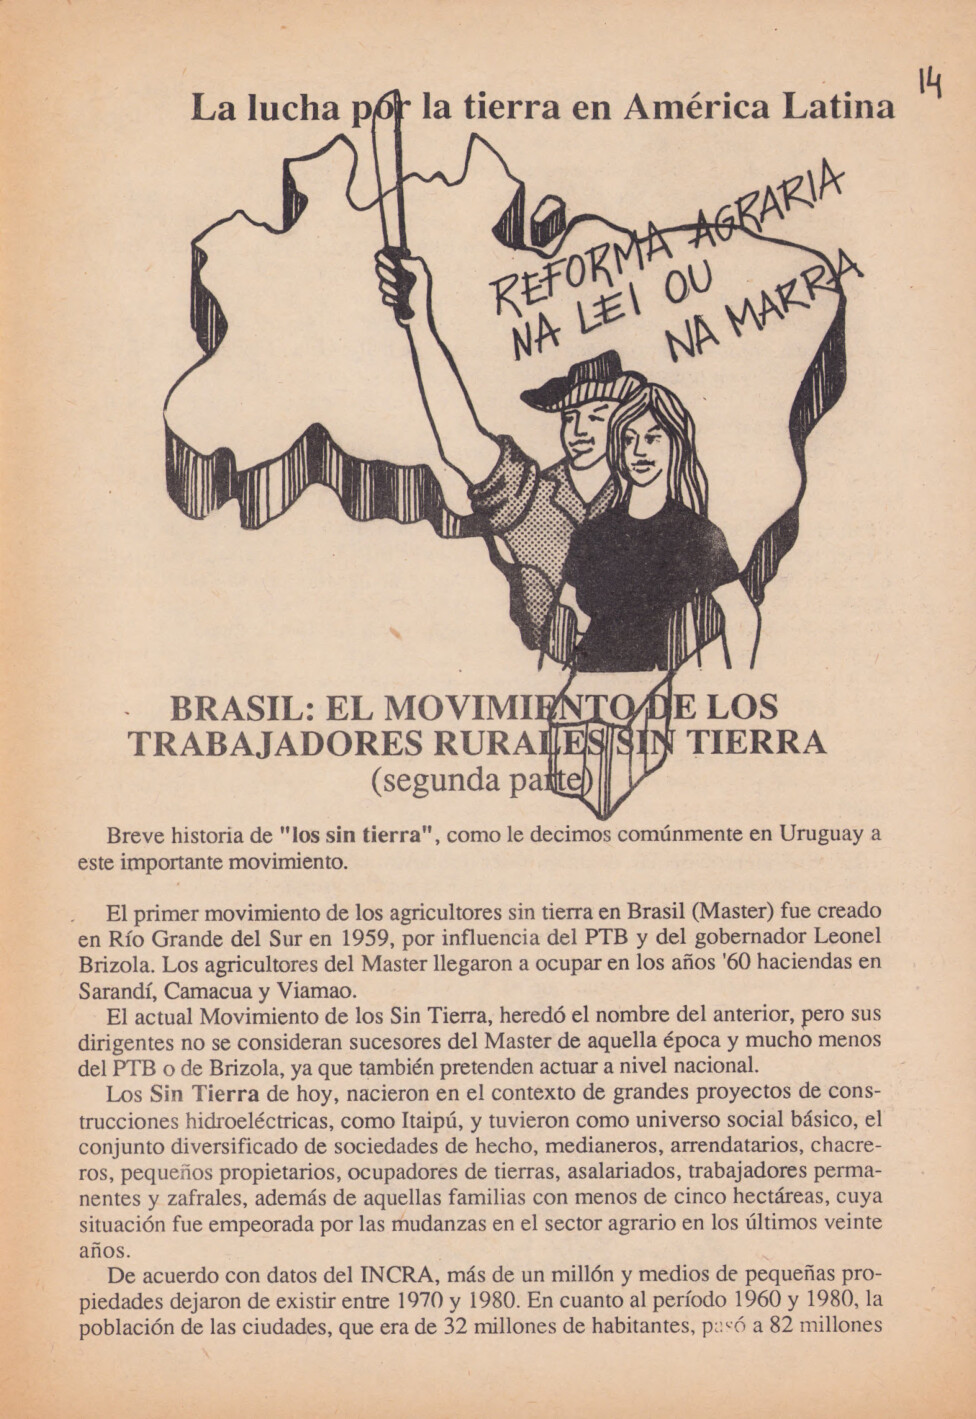 14
La lucha por la tierra en América Latina
REFORMA AGRARIA
NA LEI OU
NA MARRA
BRASIL: EL MOVIMIENTO DE LOS
TRABAJADORES RURALES SIN TIERRA
(segunda parte)
Breve historia de "los sin tierra", como le decimos comúnmente en Uruguay a
este importante movimiento.
El primer movimiento de los agricultores sin tierra en Brasil (Master) fue creado
en Río Grande del Sur en 1959, por influencia del PTB y del gobernador Leonel
Brizola. Los agricultores del Master llegaron a ocupar en los años '60 haciendas en
Sarandí, Camacua y Viamao.
El actual Movimiento de los Sin Tierra, heredó el nombre del anterior, pero sus
dirigentes no se consideran sucesores del Master de aquella época y mucho menos
del PTB o de Brizola, ya que también pretenden actuar a nivel nacional.
Los Sin Tierra de hoy, nacieron en el contexto de grandes proyectos de cons-
trucciones hidroeléctricas, como Itaipú, y tuvieron como universo social básico, el
conjunto diversificado de sociedades de hecho, medianeros, arrendatarios, chacre-
ros, pequeños propietarios, ocupadores de tierras, asalariados, trabajadores perma-
nentes y zafrales, además de aquellas familias con menos de cinco hectáreas, cuya
situación fue empeorada por las mudanzas en el sector agrario en los últimos veinte
años.
De acuerdo con datos del INCRA, más de un millón y medios de pequeñas pro-
piedades dejaron de existir entre 1970 y 1980. En cuanto al período 1960 y 1980, la
población de las ciudades, que era de 32 millones de habitantes, pasó a 82 millones